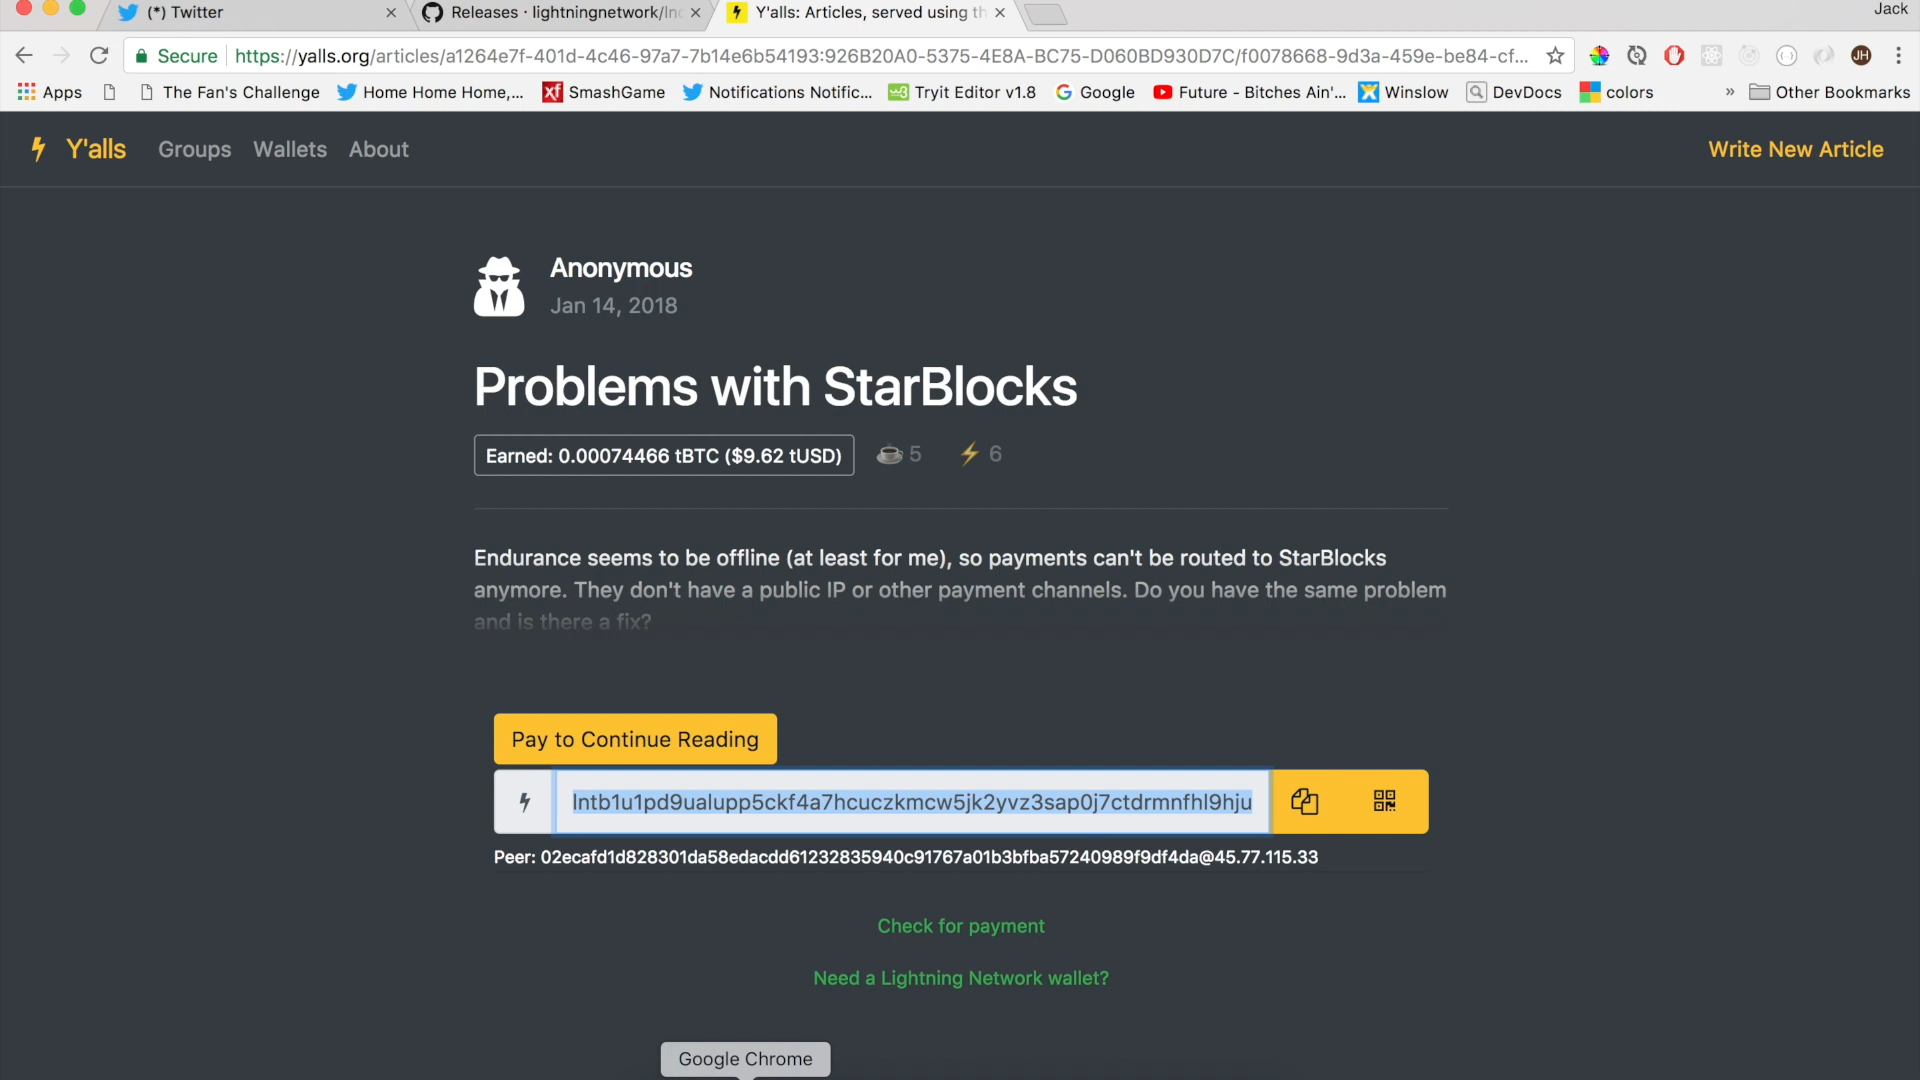 Jack
(*) Twitter
Releases · lightningnetwork/lnd
Y'alls: Articles, served using th
Secure
https://yalls.org/articles/a1264e7f-401d-4c46-97a7-7b14e6b54193:926B20A0-5375-4E8A-BC75-D060BD930D7C/f0078668-9d3a-459e-be84-cf...
JH
Apps
The Fan's Challenge
Home Home Home,...
SmashGame
Notifications Notific...
Tryit Editor v1.8
Google
Future - Bitches Ain'...
Winslow
DevDocs
colors
»
Other Bookmarks
Y'alls
Groups
Wallets
About
Write New Article
Anonymous
Jan 14, 2018
Problems with StarBlocks
Earned: 0.00074466 tBTC ($9.62 tUSD)
5
6
Endurance seems to be offline (at least for me), so payments can't be routed to StarBlocks
anymore. They don't have a public IP or other payment channels. Do you have the same problem
and is there a fix?
Pay to Continue Reading
lntb1u1pd9ualupp5ckf4a7hcuczkmcw5jk2yvz3sap0j7ctdrmnfhl9hju
Peer: 02ecafd1d828301da58edacdd61232835940c91767a01b3bfba57240989f9df4da@45.77.115.33
Check for payment
Need a Lightning Network wallet?
Google Chrome